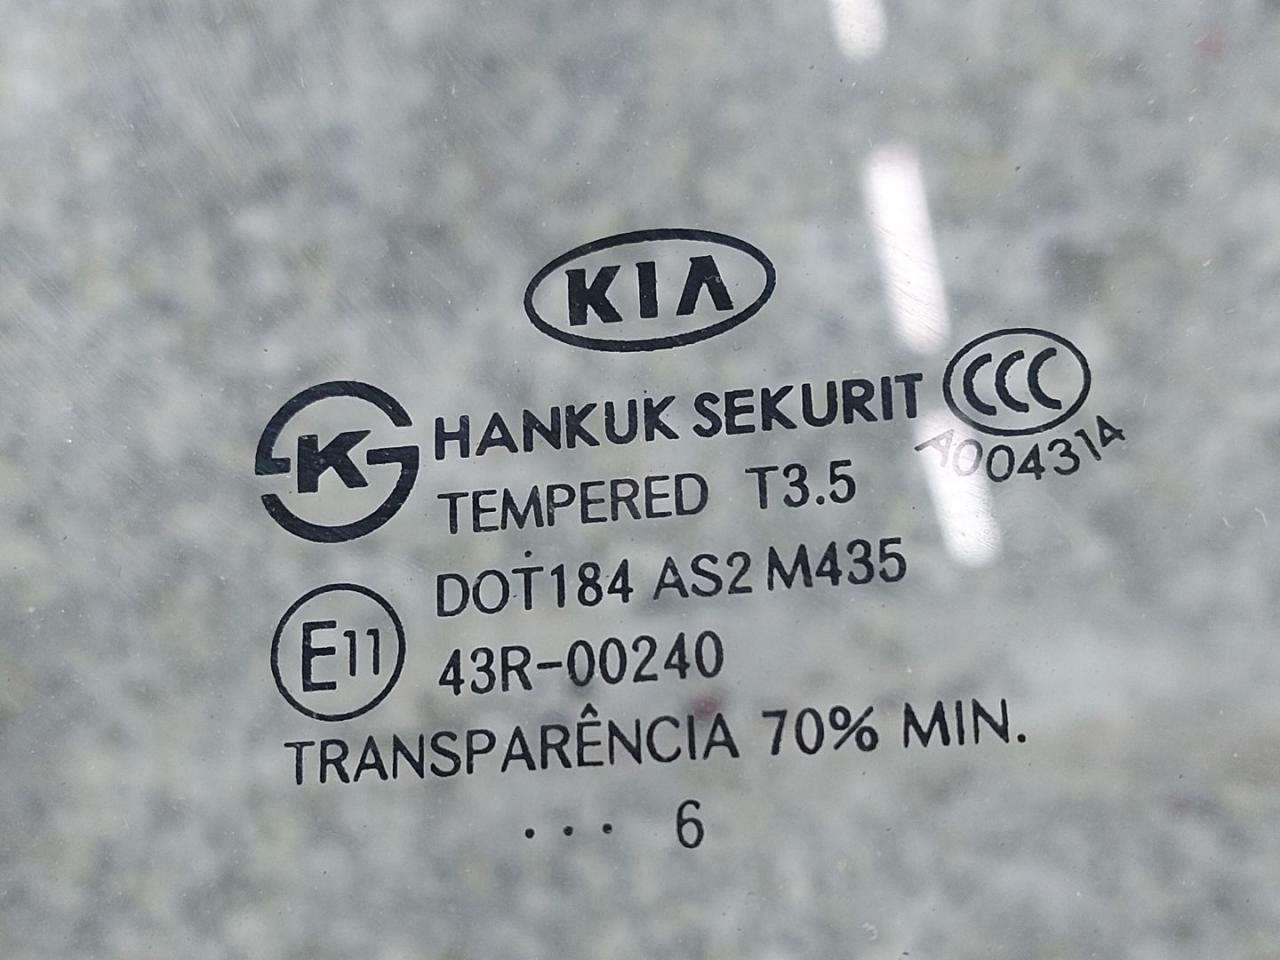 KIA
CCC
K HANKUK SEKURIT
A004314
TEMPERED T3.5
DOT184 AS2 M435
E11 43R-00240
TRANSPARÊNCIA 70% MIN.
... 6